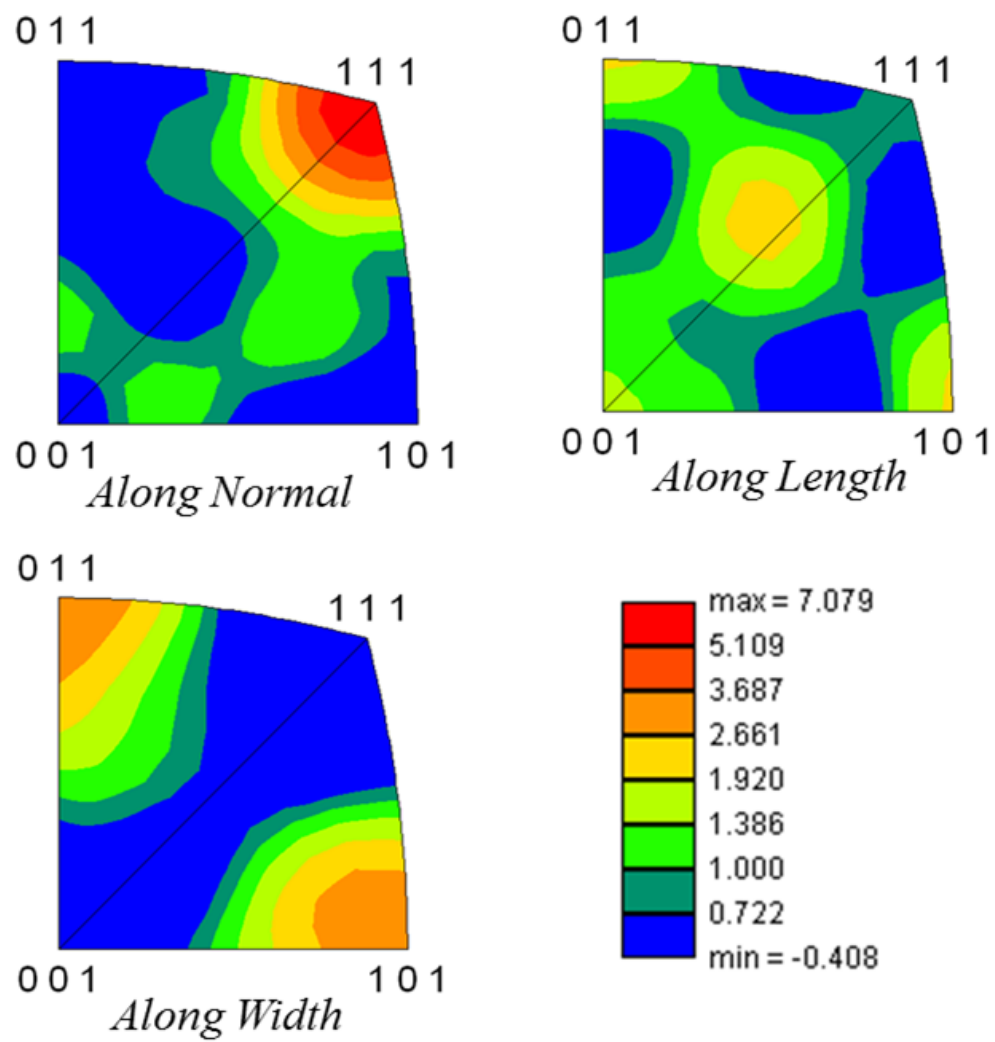 0 1 1
1 1 1
0 0 1
1 0 1
Along Normal
0 1 1
1 1 1
0 0 1
1 0 1
Along Length
0 1 1
1 1 1
0 0 1
1 0 1
Along Width
max = 7.079
5.109
3.687
2.661
1.920
1.386
1.000
0.722
min = -0.408